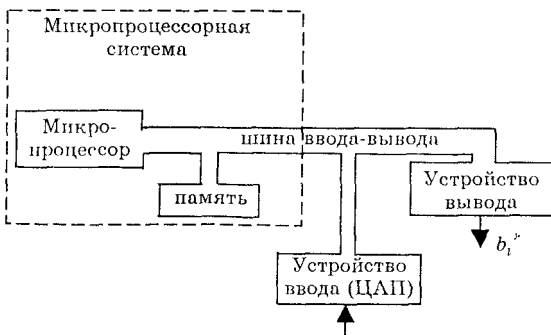 Микропроцессорная
система
Микро-
процессор
шина ввода-вывода
память
Устройство
вывода
Устройство
ввода (ЦАП)